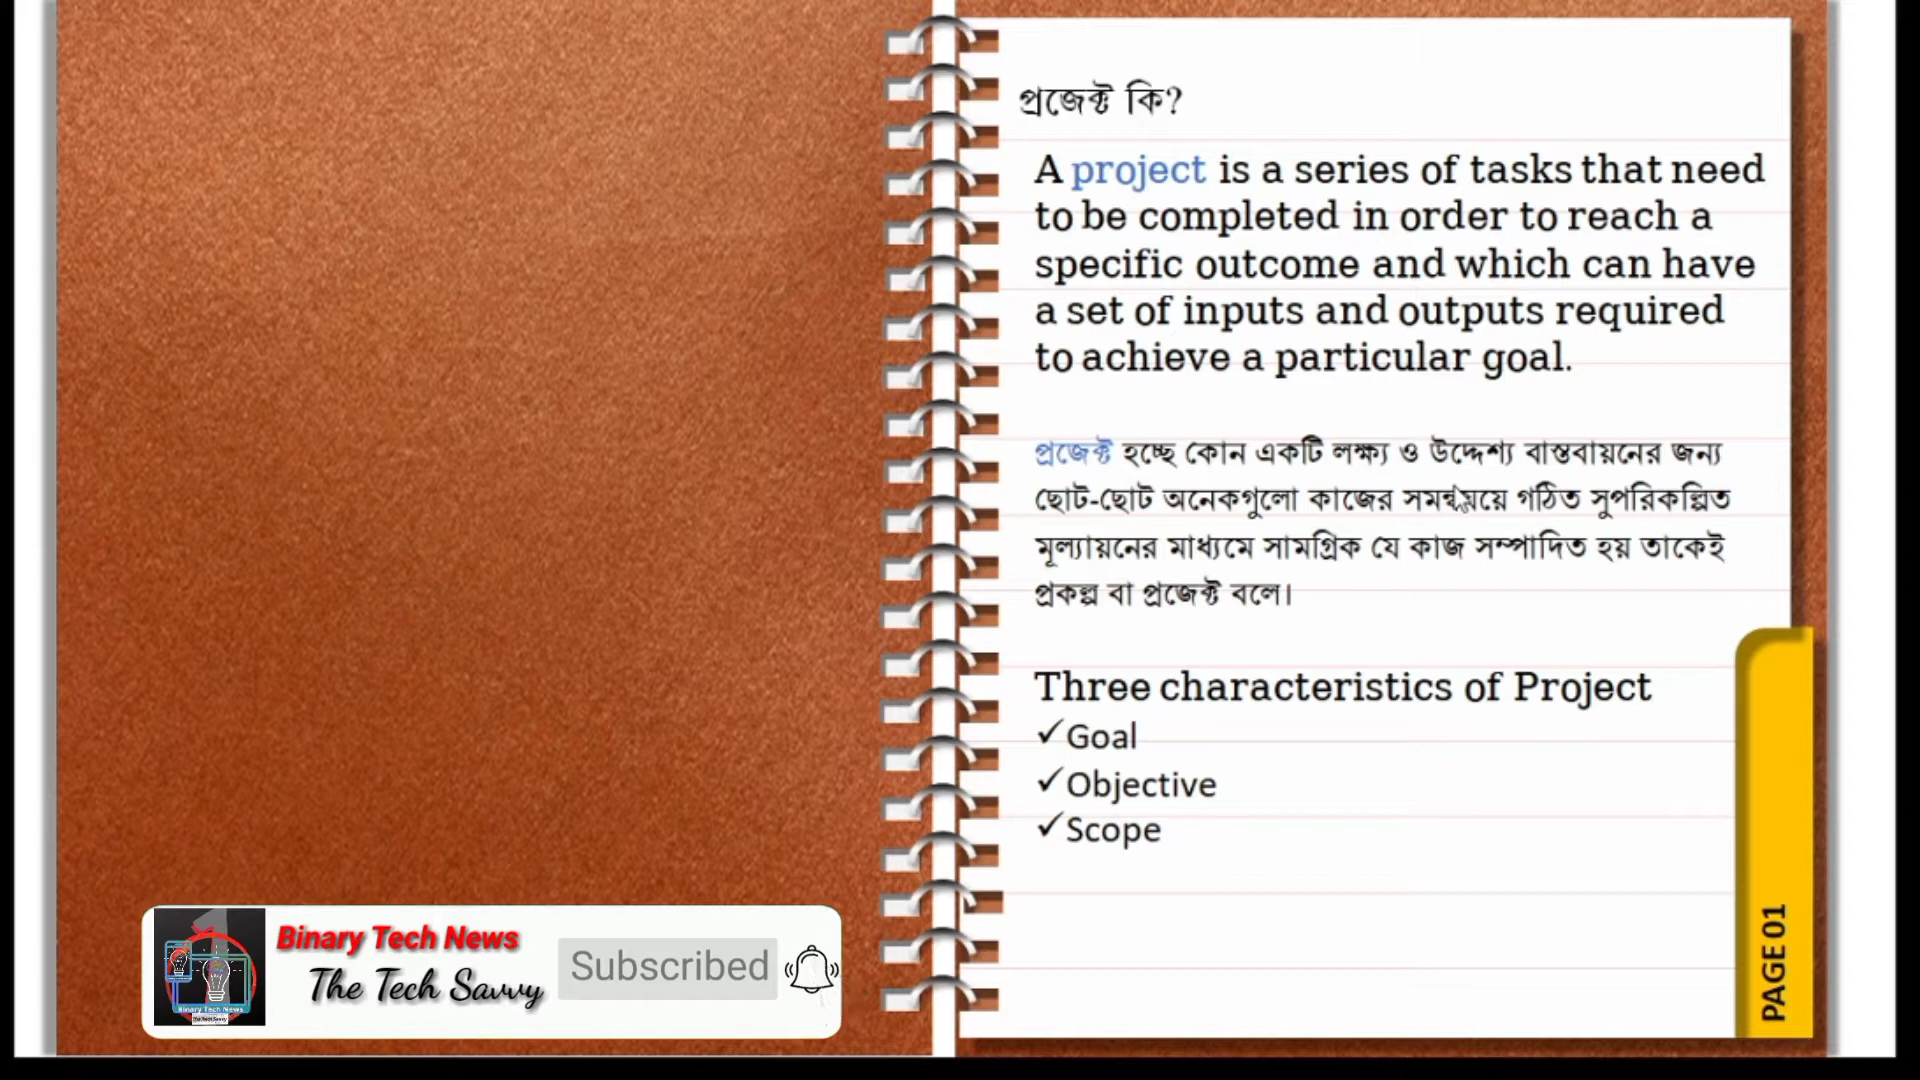 প্রজেক্ট কি?
A project is a series of tasks that need
to be completed in order to reach a
specific outcome and which can have
a set of inputs and outputs required
to achieve a particular goal.
প্রজেক্ট হচ্ছে কোন একটি লক্ষ্য ও উদ্দেশ্য বাস্তবায়নের জন্য
ছোট-ছোট অনেকগুলো কাজের গঠিত সুপরিকল্পিত
মূল্যায়নের মাধ্যমে সামগ্রিক যে কাজ সম্পাদিত হয় তাকেই
প্রকল্প বা প্রজেক্ট বলে।
Three characteristics of Project
✓Goal
✓Objective
✓Scope
PAGE 01
Binary Tech News
The Tech Savvy
Subscribed
Binary Tech News